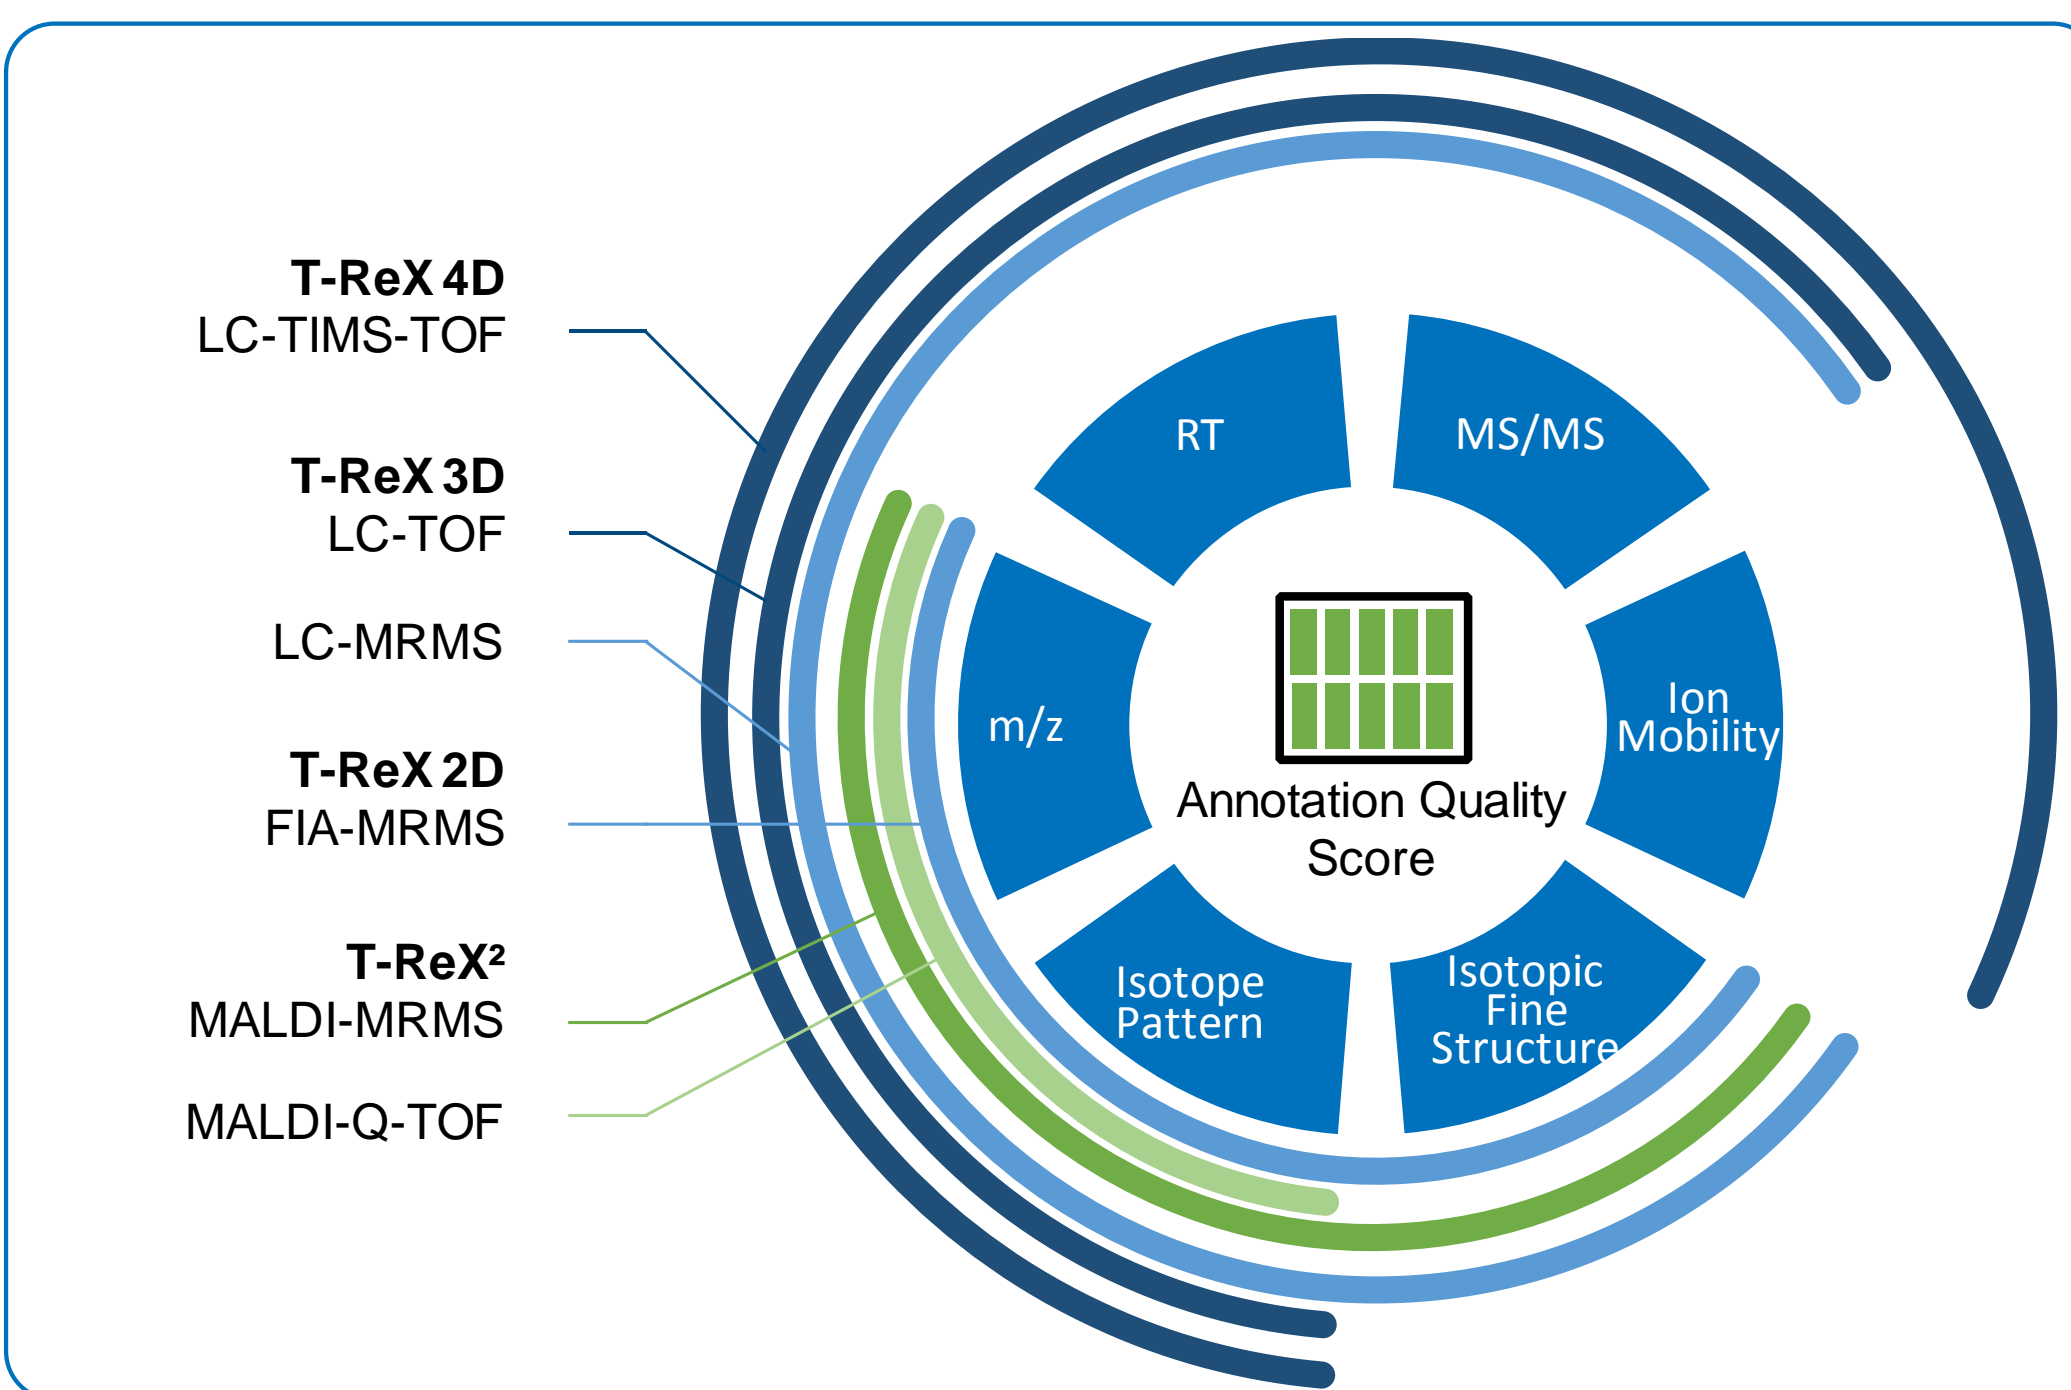 T-ReX 4D
LC-TIMS-TOF
T-ReX 3D
LC-TOF
LC-MRMS
T-ReX 2D
FIA-MRMS
T-ReX²
MALDI-MRMS
MALDI-Q-TOF
RT
MS/MS
m/z
Ion
Mobility
Annotation Quality
Score
Isotope
Pattern
Isotopic
Fine
Structure